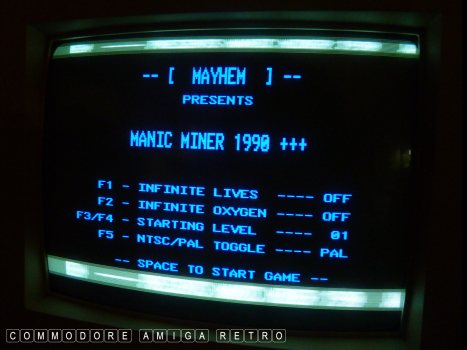 -- [ MAYHEM ] --
PRESENTS
MANIC MINER 1990 +++
F1 - INFINITE LIVES ---- OFF
F2 - INFINITE OXYGEN ---- OFF
F3/F4 - STARTING LEVEL ---- 01
F5 - NTSC/PAL TOGGLE ---- PAL
-- SPACE TO START GAME --
COMMODORE AMIGA RETRO